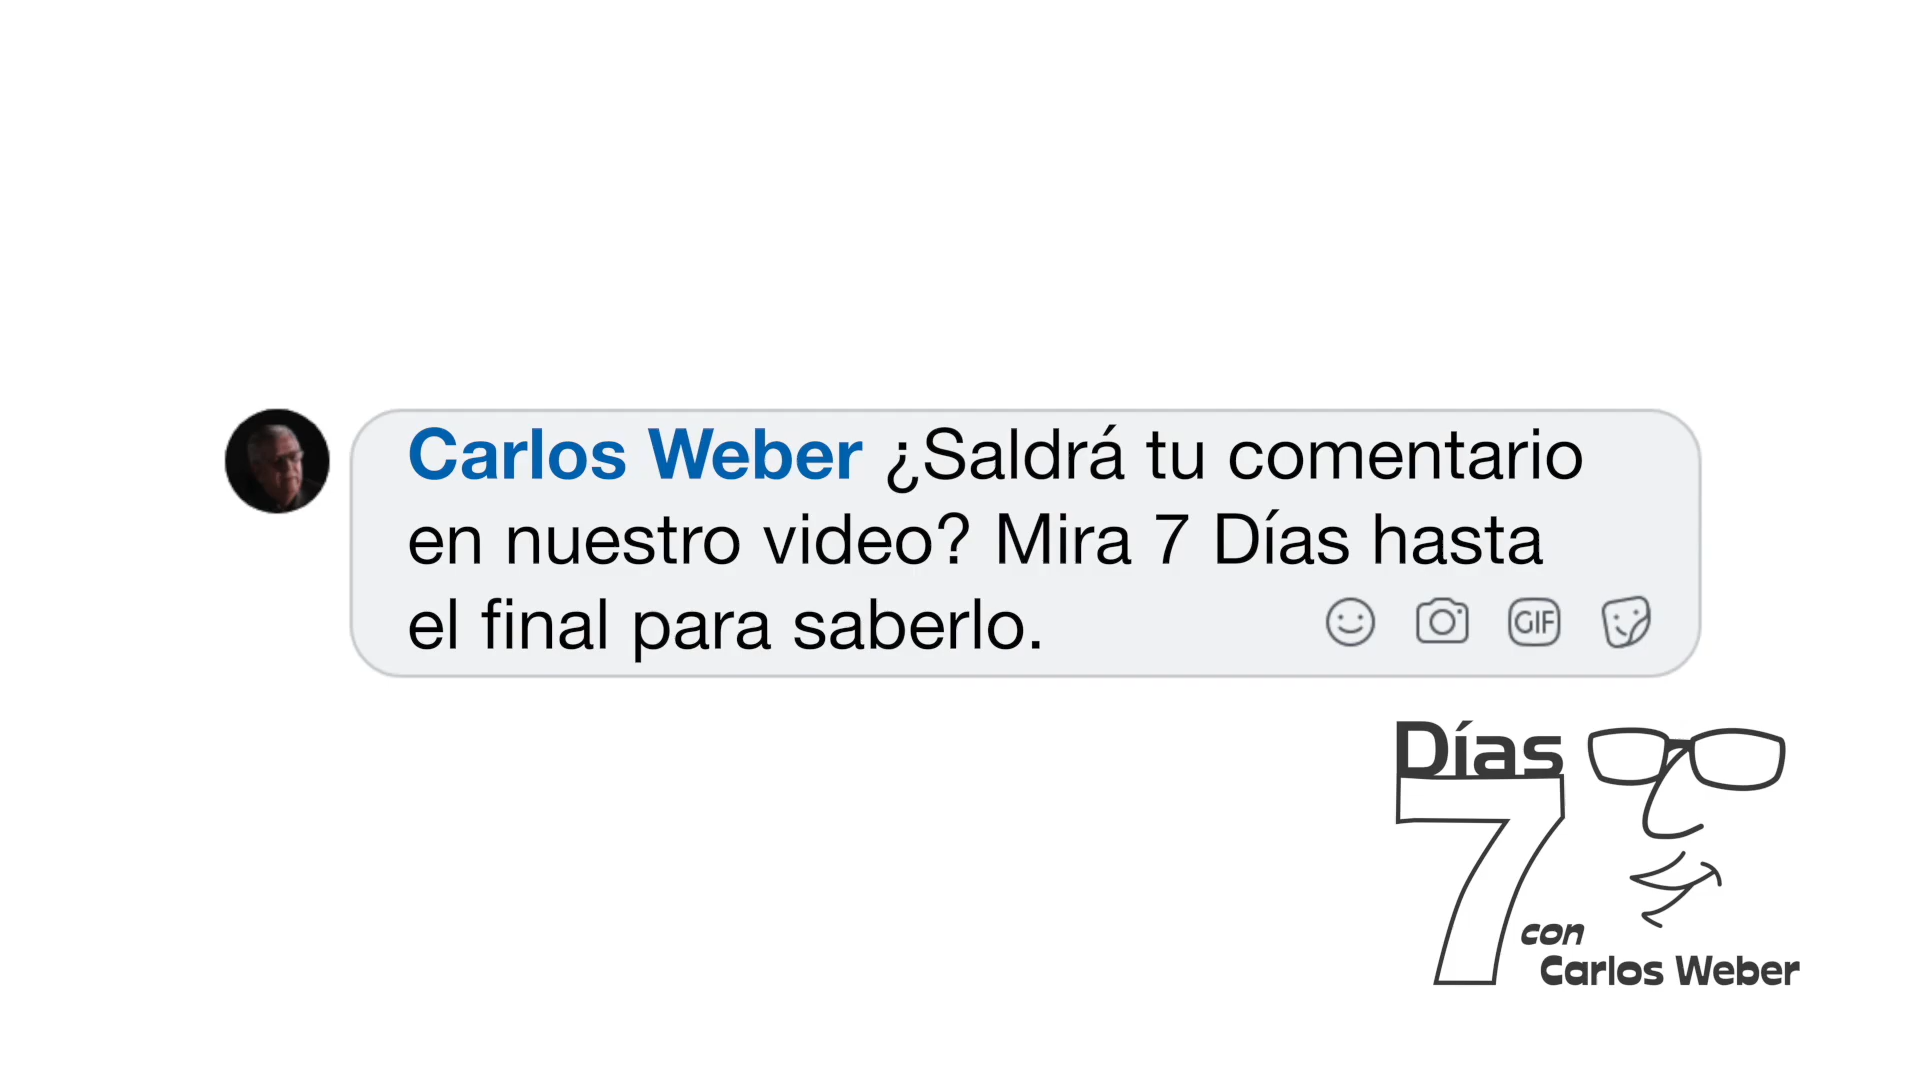 Carlos Weber ¿Saldrá tu comentario
en nuestro video? Mira 7 Días hasta
el final para saberlo.
GIF
Días
7
con
Carlos Weber